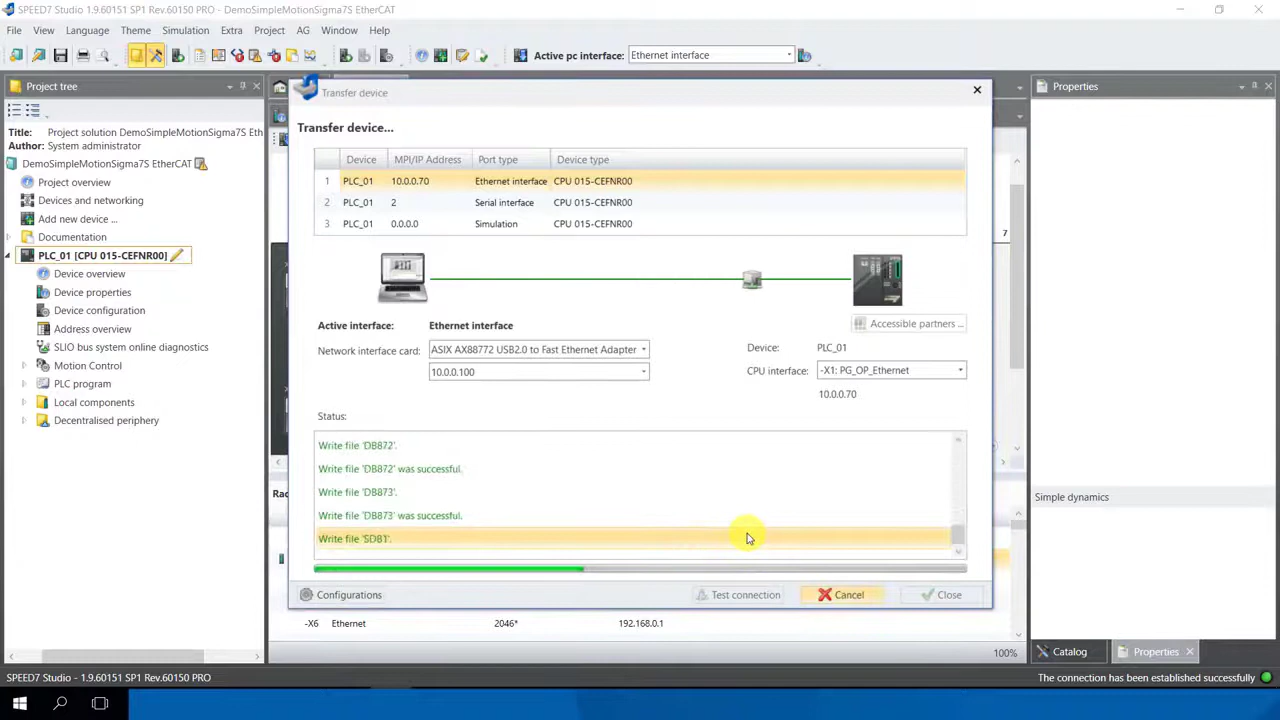 SPEED7 Studio 1.9.60151 SP1 Rev.60150 PRO - DemoSimpleMotionSigma7S EtherCAT
File View Language Theme Simulation Extra Project AG Window Help
Active pc interface: Ethernet interface
Project tree
Title: Project solution DemoSimpleMotionSigma7S Eth
Author: System administrator
DemoSimpleMotionSigma7S EtherCAT
Project overview
Devices and networking
Add new device ...
Documentation
PLC_01 [CPU 015-CEFNR00]
Device overview
Device properties
Device configuration
Address overview
SLIO bus system online diagnostics
Motion Control
PLC program
Local components
Decentralised periphery
Transfer device
Transfer device...
Device MPI/IP Address Port type Device type
1 PLC_01 10.0.0.70 Ethernet interface CPU 015-CEFNR00
2 PLC_01 2 Serial interface CPU 015-CEFNR00
3 PLC_01 0.0.0.0 Simulation CPU 015-CEFNR00
Accessible partners ...
Active interface: Ethernet interface
Network interface card: ASIX AX88772 USB2.0 to Fast Ethernet Adapter
10.0.0.100
Device: PLC_01
CPU interface: -X1: PG_OP_Ethernet
10.0.0.70
Status:
Write file 'DB872'.
Write file 'DB872' was successful.
Write file 'DB873'.
Write file 'DB873' was successful.
Write file 'SDB1'.
Configurations Test connection Cancel Close
7
Rac
-X6 Ethernet 2046* 192.168.0.1
100%
Properties
Simple dynamics
Catalog Properties
SPEED7 Studio 1.9.60151 SP1 Rev.60150 PRO
The connection has been established successfully